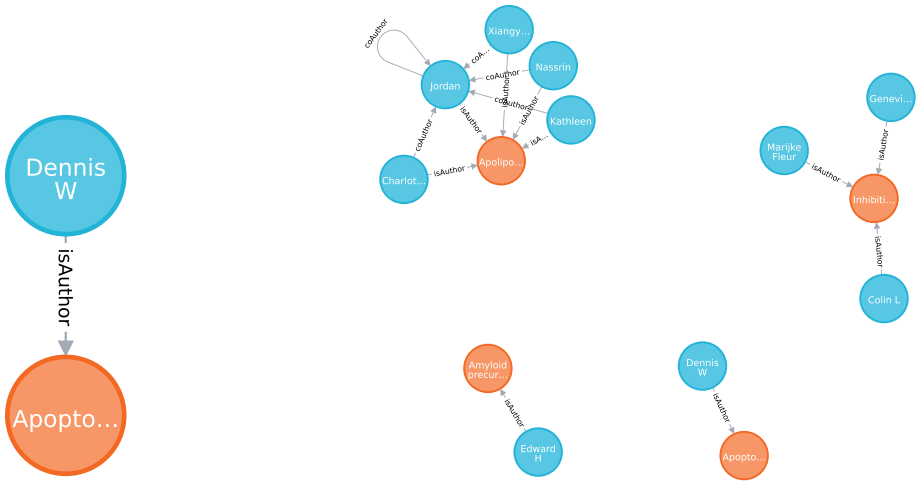 Dennis
W
isAuthor
Apopto...
coAuthor
Xiangy...
coA...
Nassrin
coAuthor
Jordan
isAuthor
coAuthor
isAuthor
Kathleen
isAuthor
coAuthor
isA...
Apolipo...
isAuthor
Charlot...
Genevi...
isAuthor
Marijke
Fleur
isAuthor
Inhibiti...
isAuthor
Colin L
Amyloid
precur...
isAuthor
Edward
H
Dennis
W
isAuthor
Apopto...